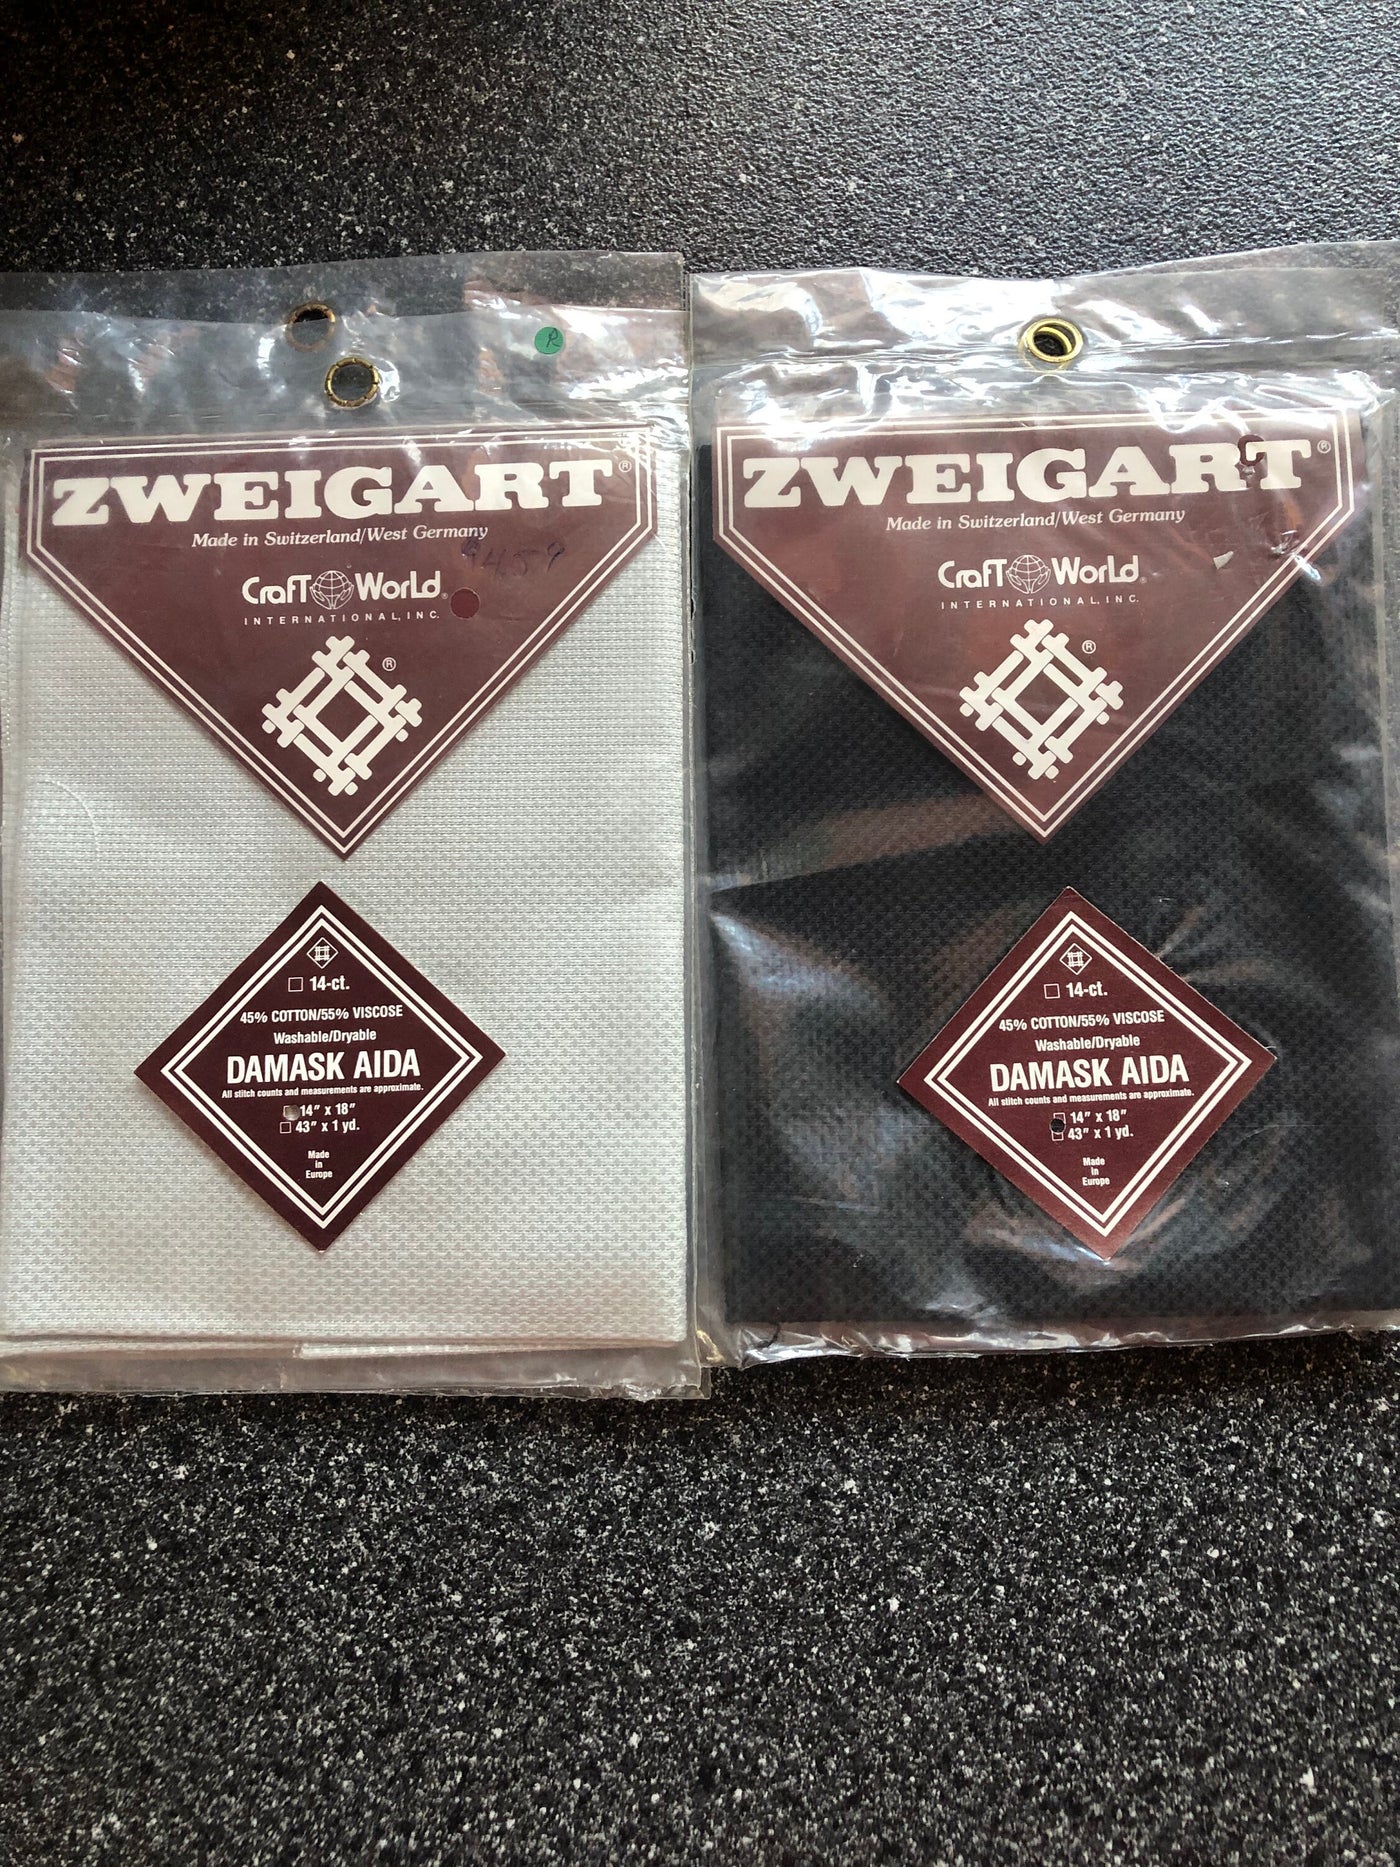 R
ZWEIGART®
Made in Switzerland/West Germany
$4.59
CrafT World®
INTERNATIONAL, INC.
®
14-ct.
45% COTTON/55% VISCOSE
Washable/Dryable
DAMASK AIDA
All stitch counts and measurements are approximate.
14" x 18"
43" x 1 yd.
Made
in
Europe
ZWEIGART®
Made in Switzerland/West Germany
CrafT World®
INTERNATIONAL, INC.
®
14-ct.
45% COTTON/55% VISCOSE
Washable/Dryable
DAMASK AIDA
All stitch counts and measurements are approximate.
14" x 18"
43" x 1 yd.
Made
in
Europe